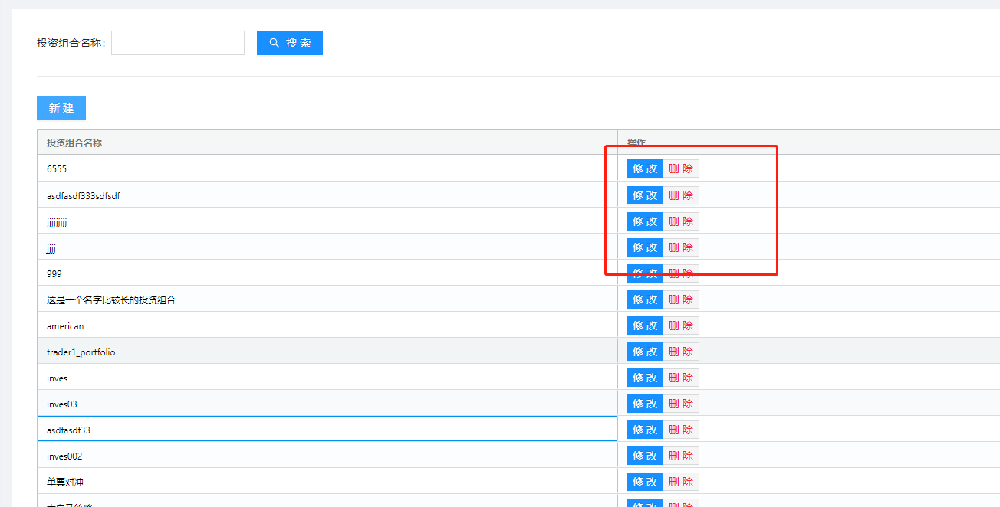 投资组合名称:
搜 索
新 建
投资组合名称 操作
6555 修 改 删 除
asdfasdf333sdfsdf 修 改 删 除
jjjjjjjjj 修 改 删 除
jjjj 修 改 删 除
999 修 改 删 除
这是一个名字比较长的投资组合 修 改 删 除
american 修 改 删 除
trader1_portfolio 修 改 删 除
inves 修 改 删 除
inves03 修 改 删 除
asdfasdf33 修 改 删 除
inves002 修 改 删 除
单票对冲 修 改 删 除
修 改 删 除